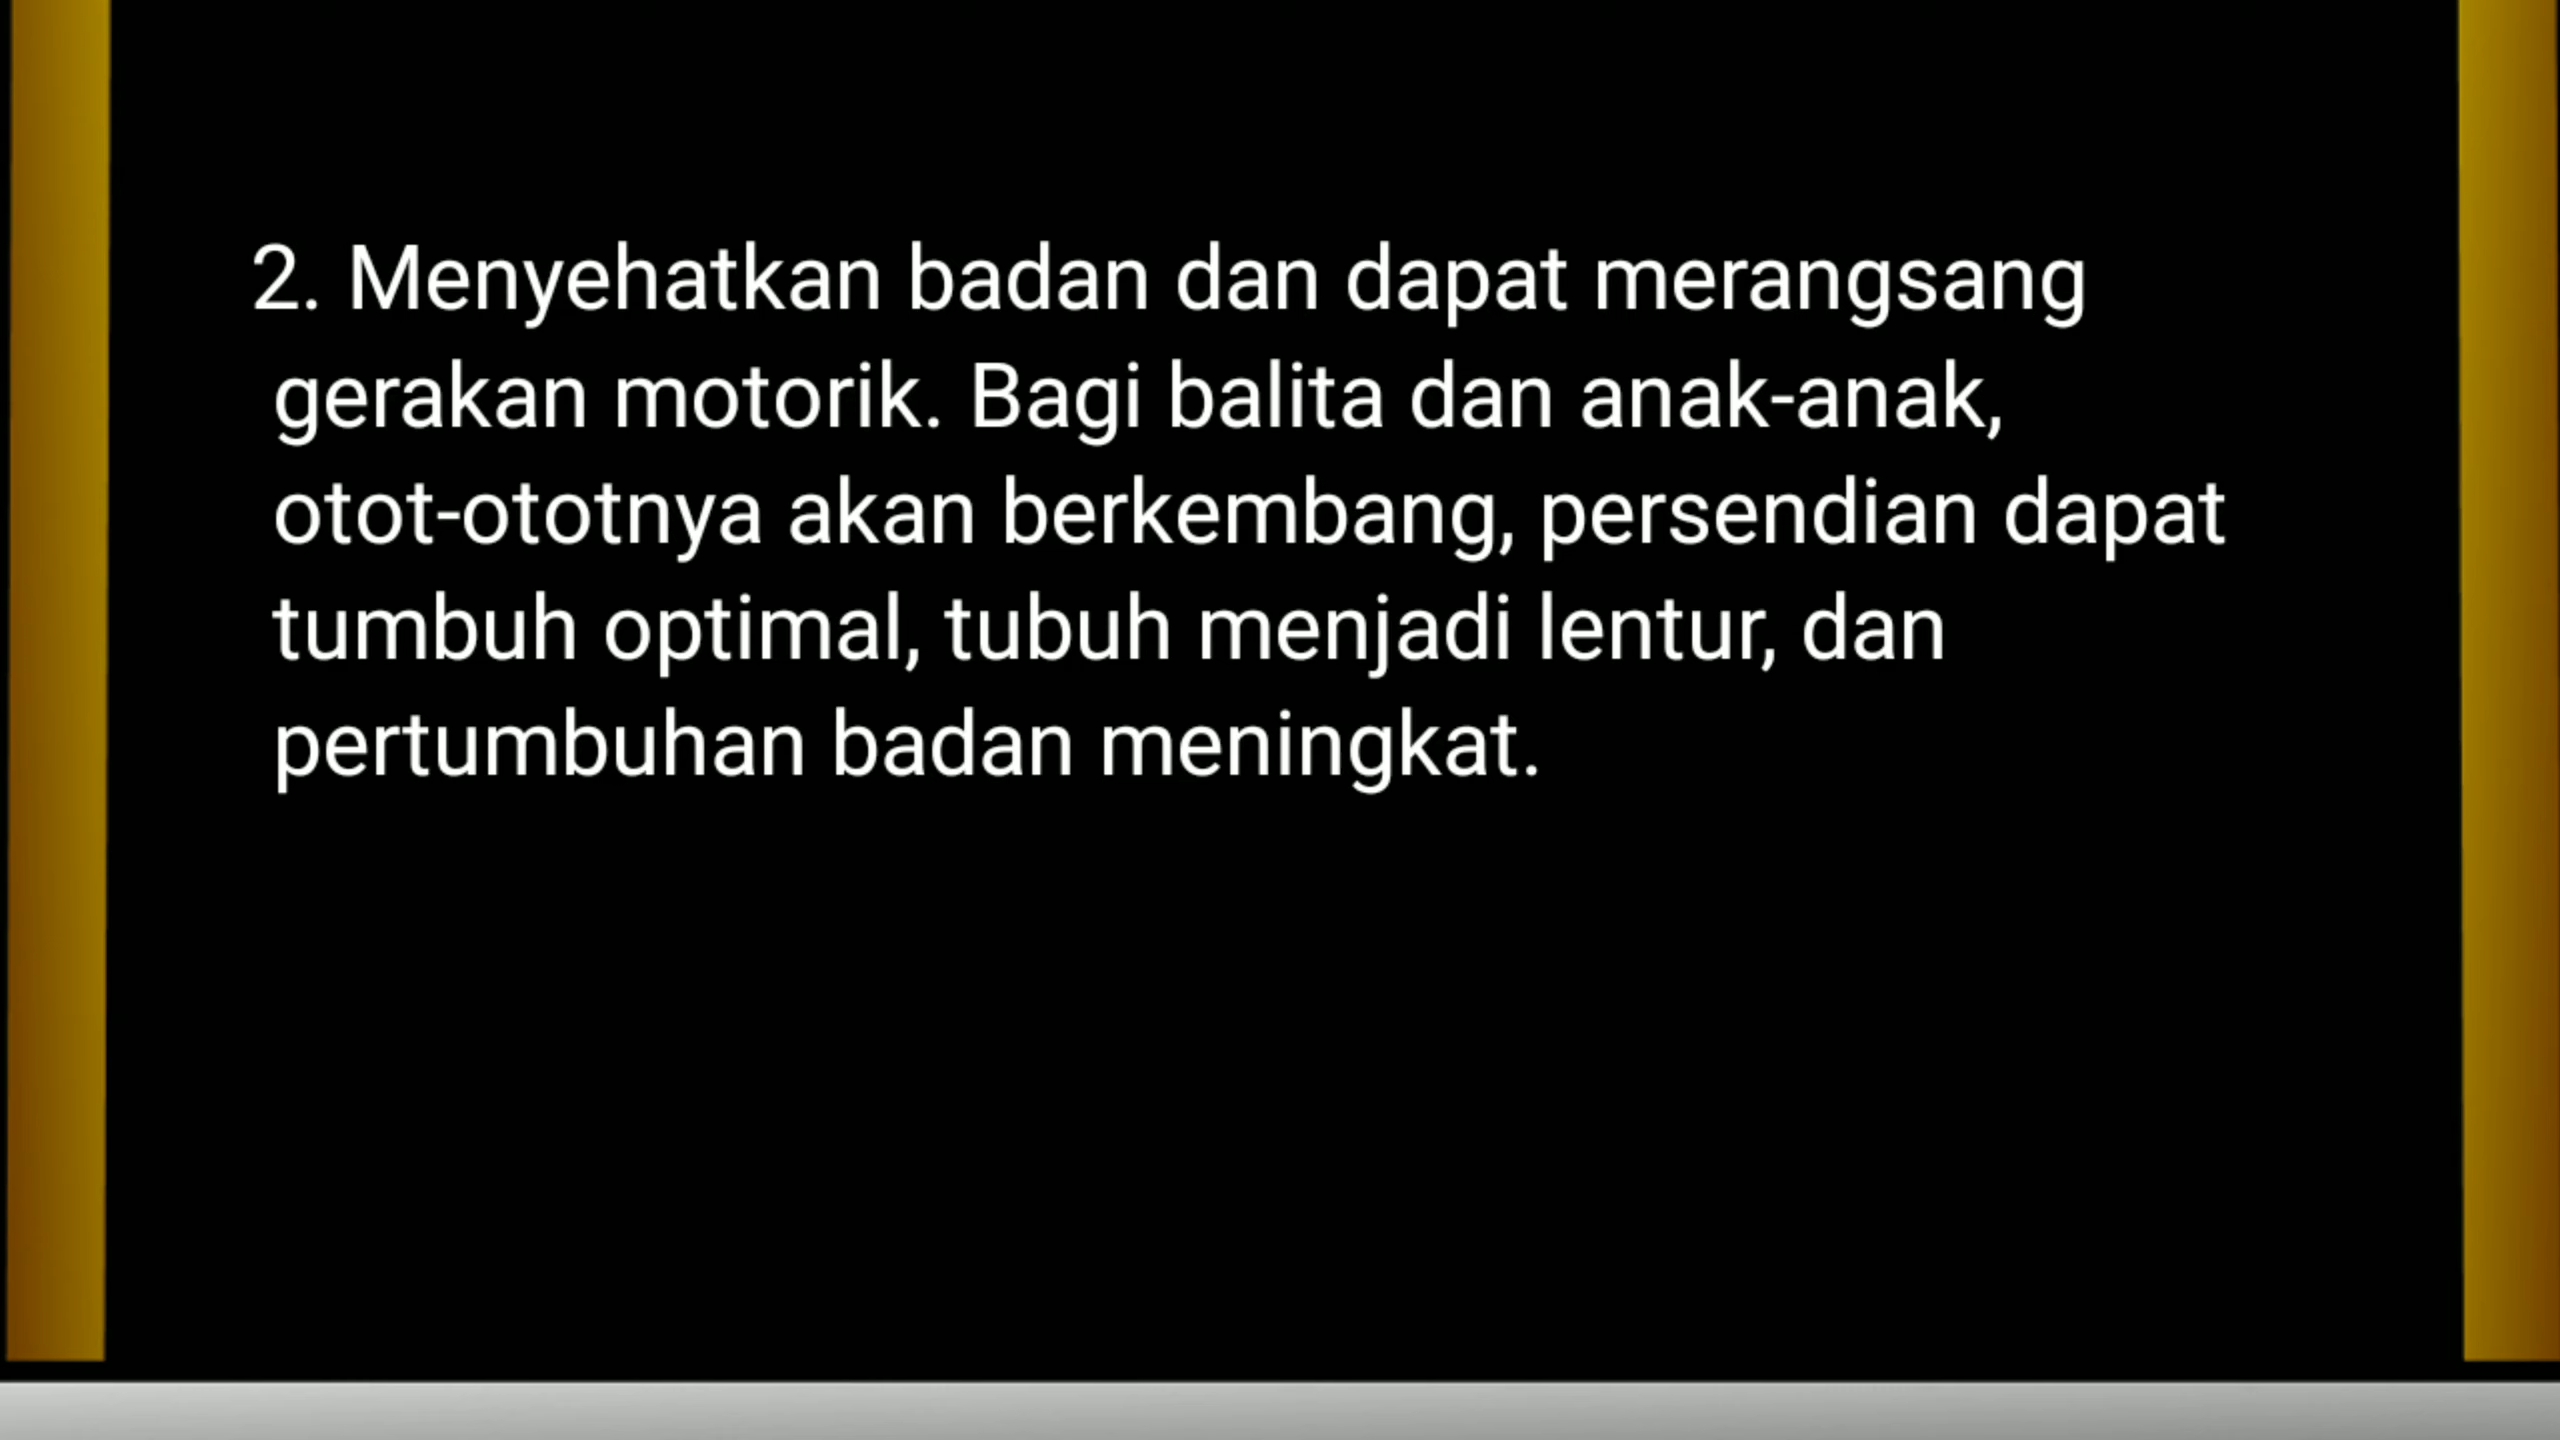 2. Menyehatkan badan dan dapat merangsang
gerakan motorik. Bagi balita dan anak-anak,
otot-ototnya akan berkembang, persendian dapat
tumbuh optimal, tubuh menjadi lentur, dan
pertumbuhan badan meningkat.